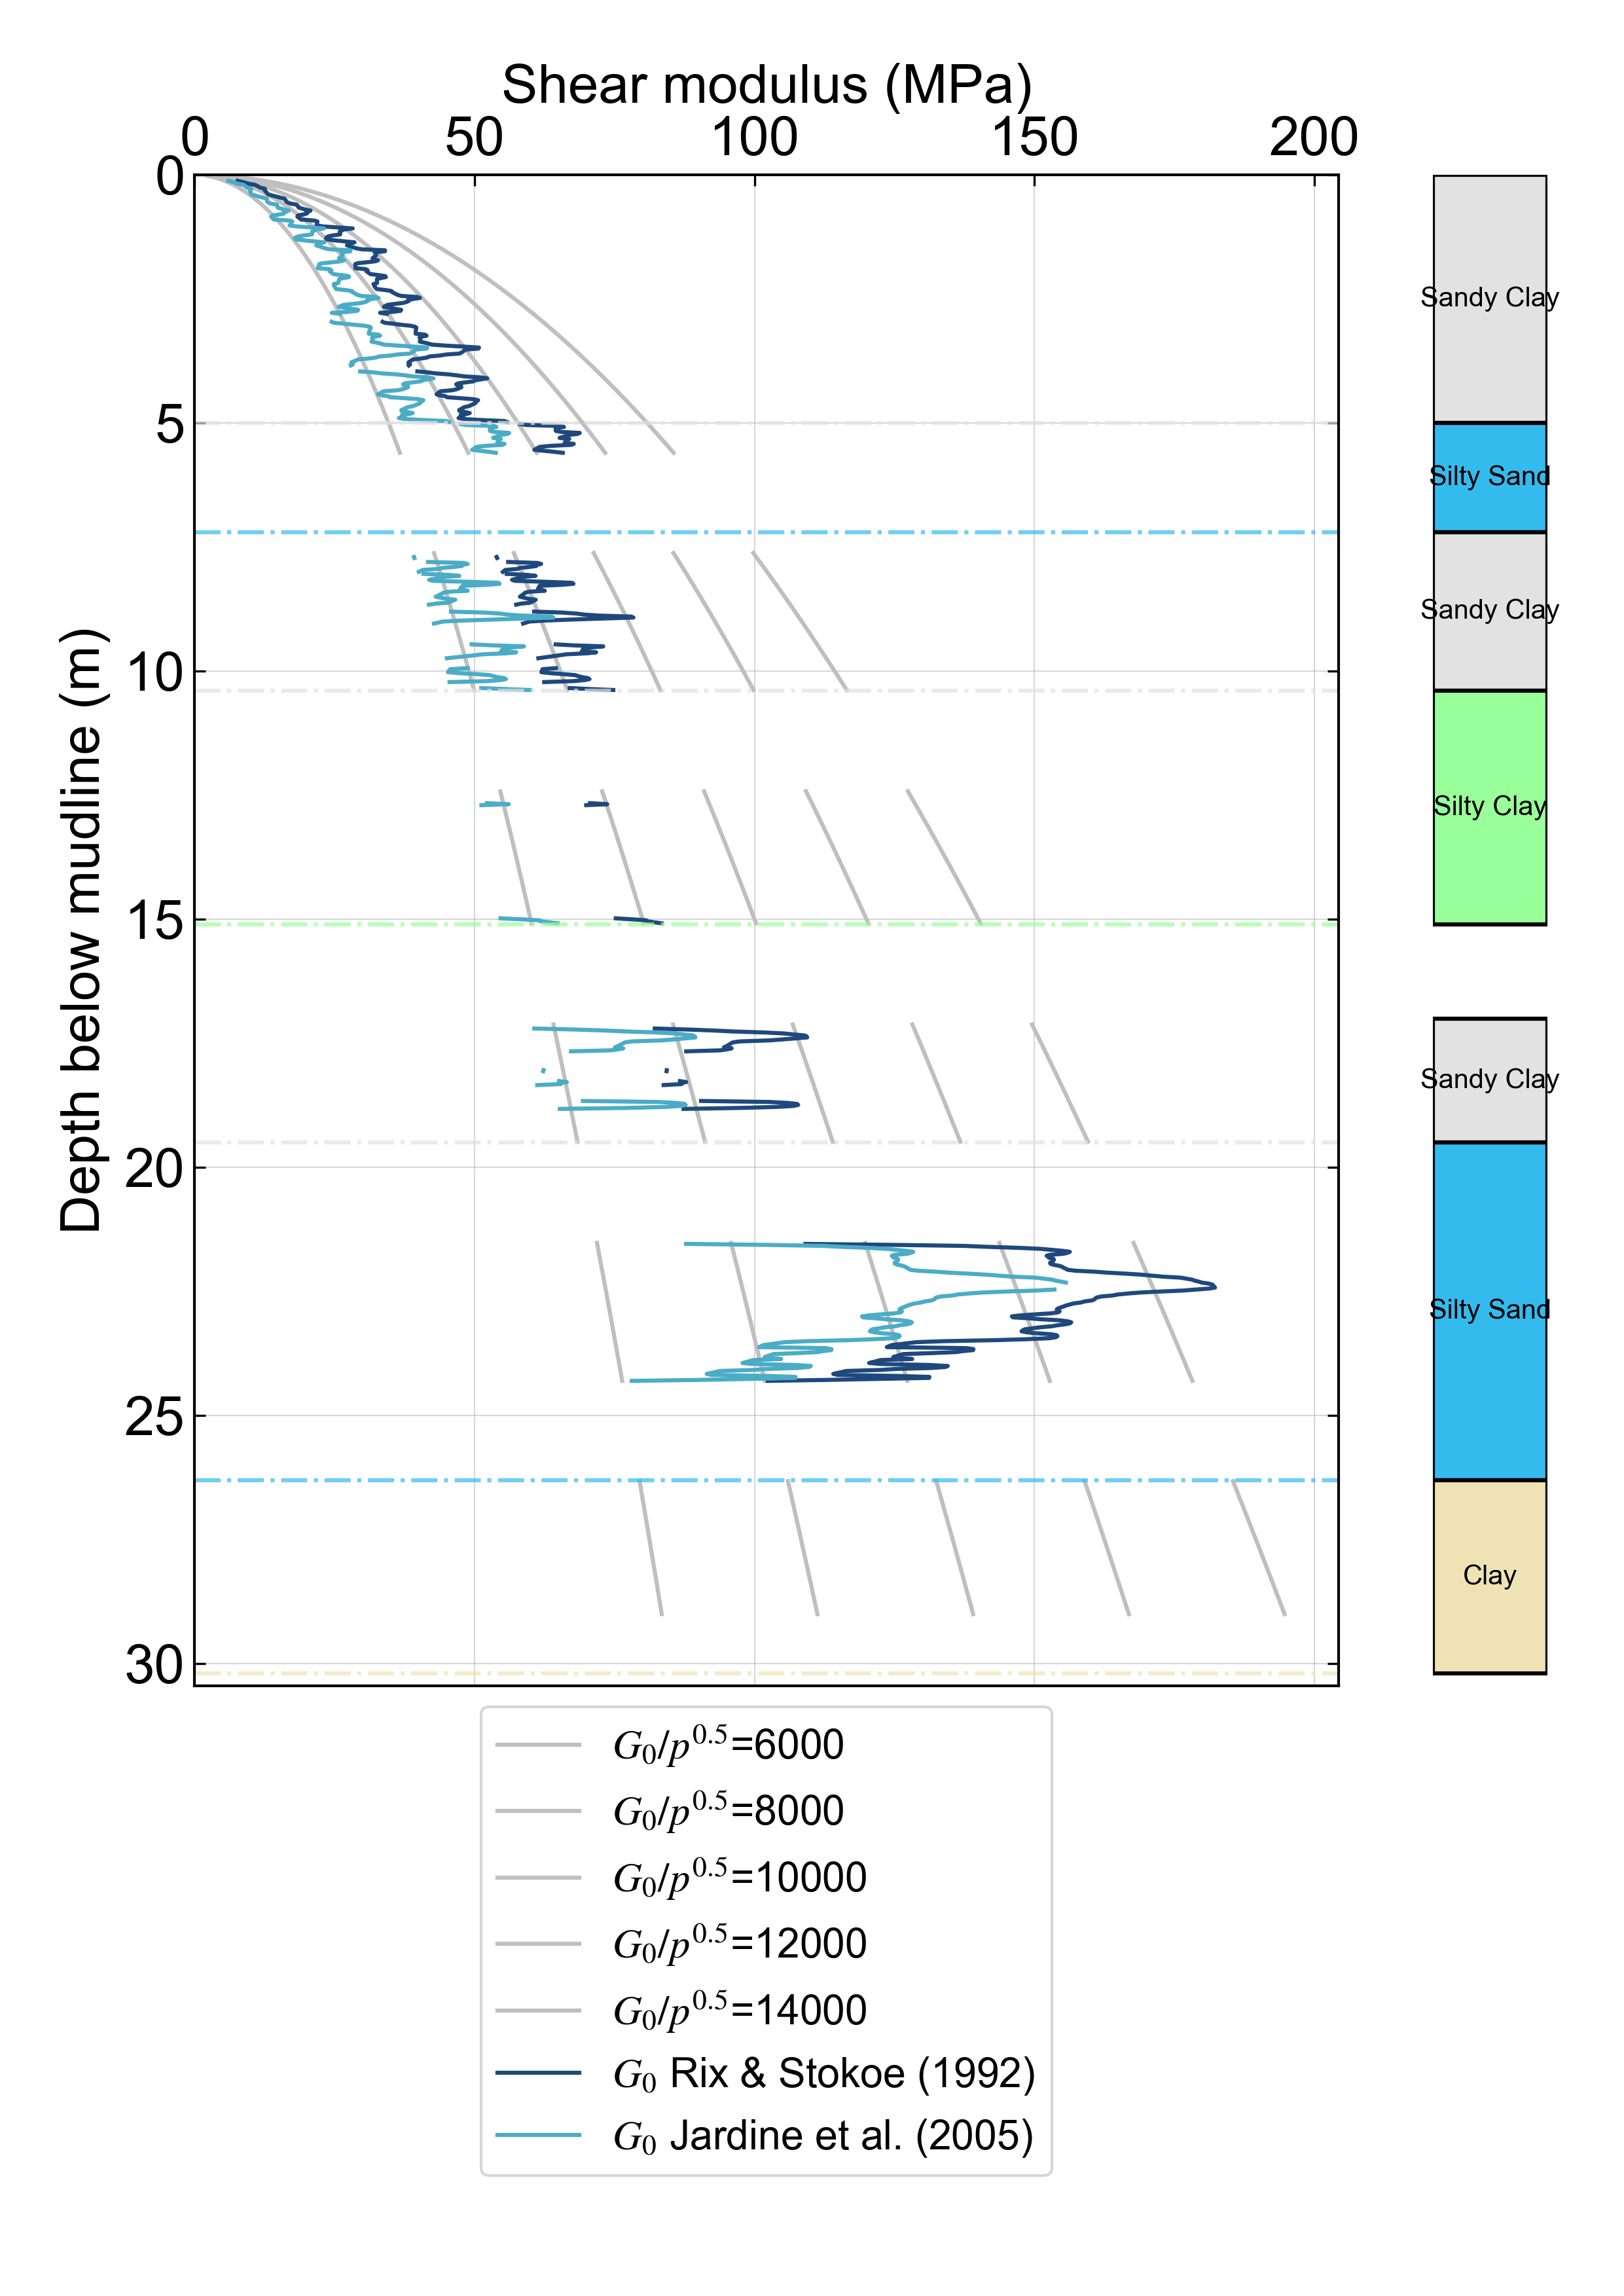 Shear modulus (MPa)
0 50 100 150 200
0
5
10
15
20
25
30
Depth below mudline (m)
Sandy Clay
Silty Sand
Sandy Clay
Silty Clay
Sandy Clay
Silty Sand
Clay
G₀/p⁰·⁵=6000
G₀/p⁰·⁵=8000
G₀/p⁰·⁵=10000
G₀/p⁰·⁵=12000
G₀/p⁰·⁵=14000
G₀ Rix & Stokoe (1992)
G₀ Jardine et al. (2005)